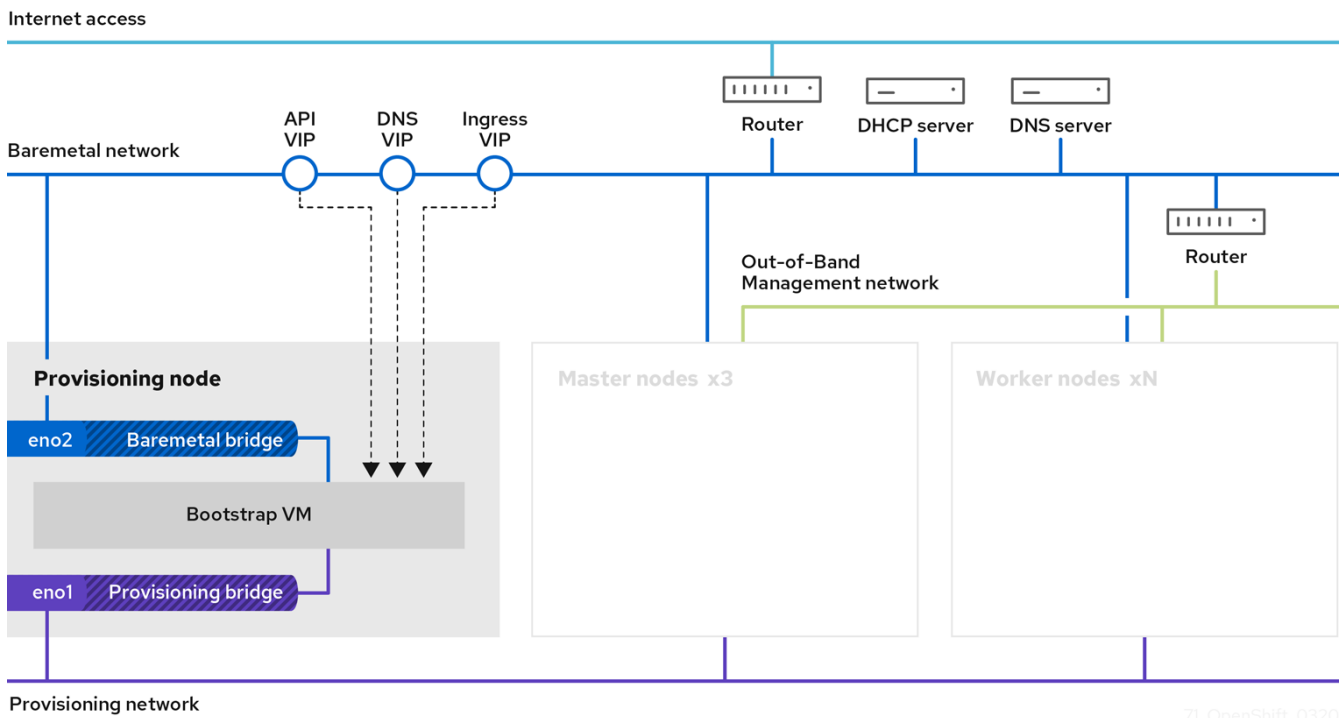 Internet access
Router
DHCP server
DNS server
API
VIP
DNS
VIP
Ingress
VIP
Baremetal network
Router
Out-of-Band
Management network
Provisioning node
Master nodes x3
Worker nodes xN
eno2
Baremetal bridge
Bootstrap VM
eno1
Provisioning bridge
Provisioning network
71_OpenShift_0320